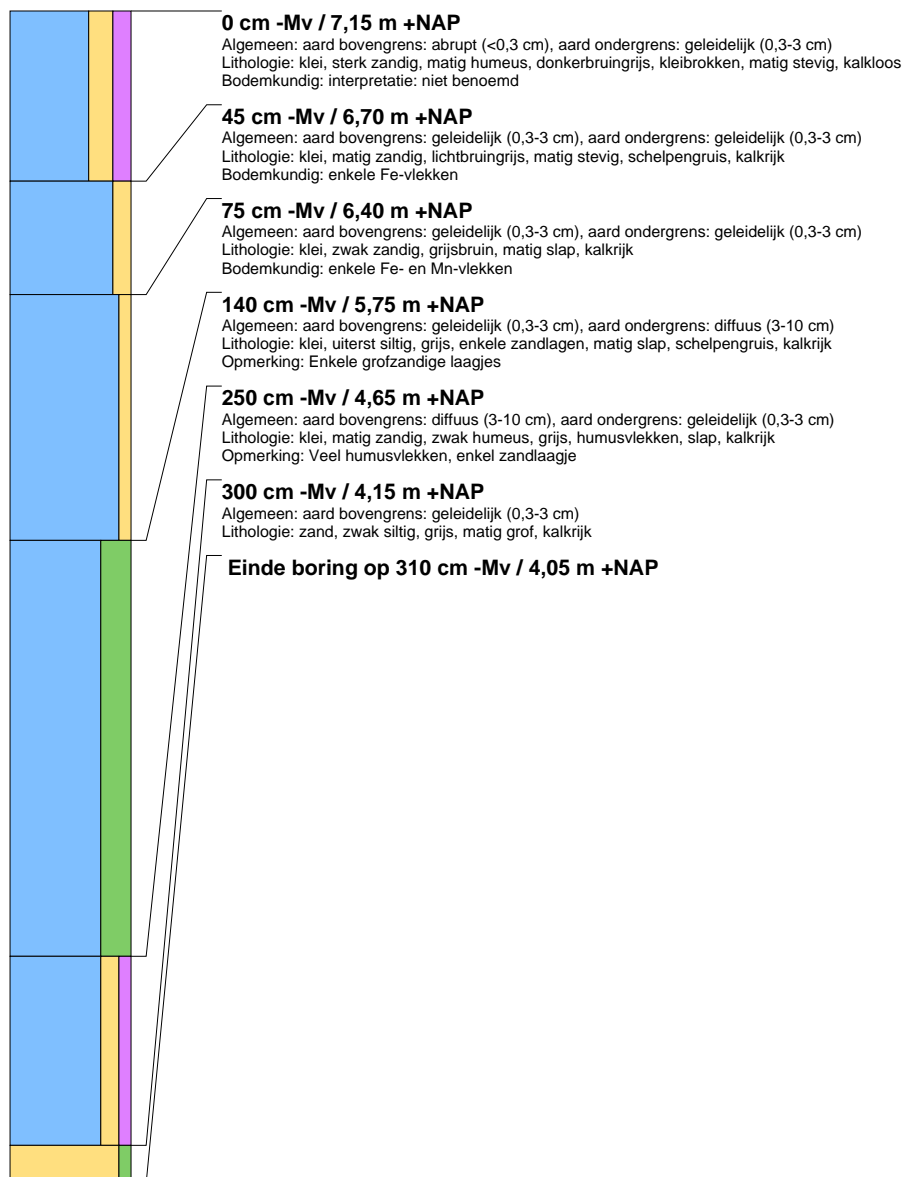 0 cm -Mv / 7,15 m +NAP
Algemeen: aard bovengrens: abrupt (<0,3 cm), aard ondergrens: geleidelijk (0,3-3 cm)
Lithologie: klei, sterk zandig, matig humeus, donkerbruingrijs, kleibrokken, matig stevig, kalkloos
Bodemkundig: interpretatie: niet benoemd
45 cm -Mv / 6,70 m +NAP
Algemeen: aard bovengrens: geleidelijk (0,3-3 cm), aard ondergrens: geleidelijk (0,3-3 cm)
Lithologie: klei, matig zandig, lichtbruingrijs, matig stevig, schelpengruis, kalkrijk
Bodemkundig: enkele Fe-vlekken
75 cm -Mv / 6,40 m +NAP
Algemeen: aard bovengrens: geleidelijk (0,3-3 cm), aard ondergrens: geleidelijk (0,3-3 cm)
Lithologie: klei, zwak zandig, grijsbruin, matig slap, kalkrijk
Bodemkundig: enkele Fe- en Mn-vlekken
140 cm -Mv / 5,75 m +NAP
Algemeen: aard bovengrens: geleidelijk (0,3-3 cm), aard ondergrens: diffuus (3-10 cm)
Lithologie: klei, uiterst siltig, grijs, enkele zandlagen, matig slap, schelpengruis, kalkrijk
Opmerking: Enkele grofzandige laagjes
250 cm -Mv / 4,65 m +NAP
Algemeen: aard bovengrens: diffuus (3-10 cm), aard ondergrens: geleidelijk (0,3-3 cm)
Lithologie: klei, matig zandig, zwak humeus, grijs, humusvlekken, slap, kalkrijk
Opmerking: Veel humusvlekken, enkel zandlaagje
300 cm -Mv / 4,15 m +NAP
Algemeen: aard bovengrens: geleidelijk (0,3-3 cm)
Lithologie: zand, zwak siltig, grijs, matig grof, kalkrijk
Einde boring op 310 cm -Mv / 4,05 m +NAP